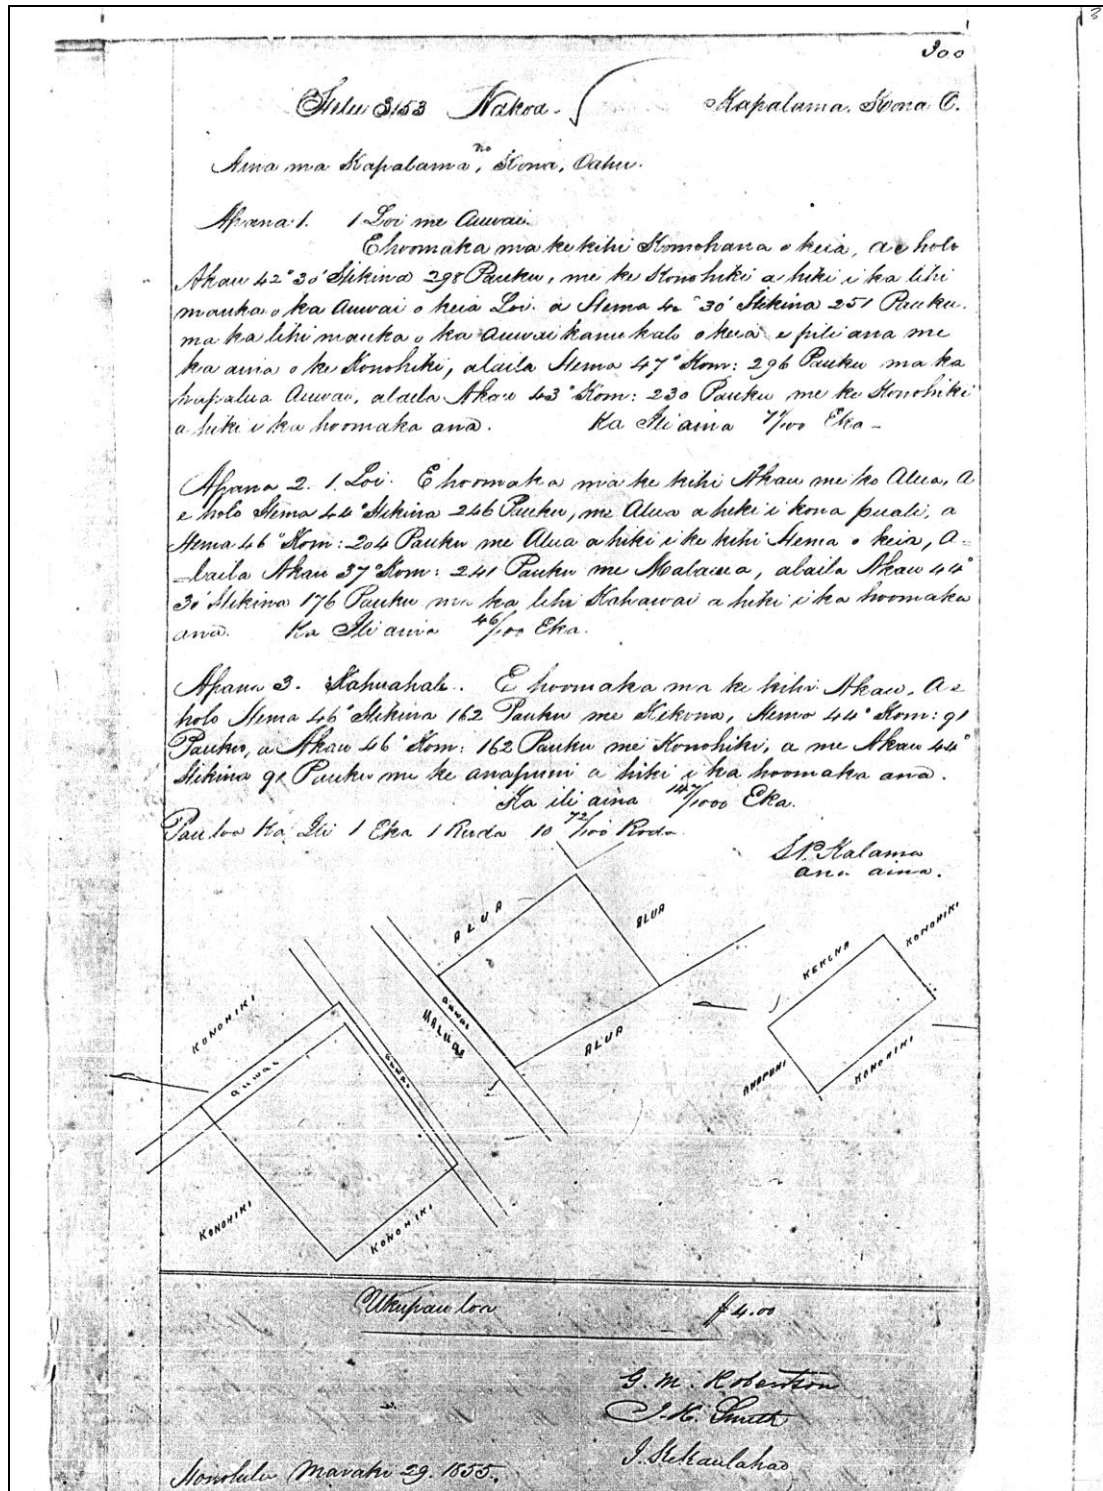 300
Helu 3153 Nakoa. Kapalama. Kona O.
Aina ma Kapalama no, Kona, Oahu.
Apana 1. 1 Loi me Auwai.
E hoomaka ma ke kihi Komohana o keia, a e holo
Akau 42° 30' Hikina 298 Pauku, me ke Konohiki a hiki i ka lihi
mauka o ka Auwai o keia Loi. a Hema 42° 30' Hikina 251 Pauku.
ma ka lihi mauka o ka Auwai kanu kalo o keia e pili ana me
ka aina o ke Konohiki, alaila Hema 47° Kom: 296 Pauku ma ka
hapalua Auwai, alaila Akau 43° Kom: 230 Pauku me ke Konohiki
a hiki i ka hoomaka ana. Ka Ili aina 71/100 Eka -
Apana 2. 1. Loi. E hoomaka ma ke kihi Akau me ko Alua, A
e holo Hema 44° Hikina 246 Pauku, me Alua a hiki i kona puali, a
Hema 46° Kom: 204 Pauku me Alua a hiki i ke kihi Hema o keia, A-
-laila Akau 37° Kom: 241 Pauku me, alaila Akau 44°
30' Hikina 176 Pauku ma ka lihi Kahawai a hiki i ka hoomaka
ana. Ka Ili aina 46/100 Eka.
Apana 3. Kahuahale. E hoomaka ma ke kihi Akau. A e
holo Hema 46° Hikina 162 Pauku me Kekona, Hema 44° Kom: 91
Pauku, a Akau 46° Kom: 162 Pauku me Konohiki, a me Akau 44°
Hikina 91 Pauku me ke anapuni a hiki i ka hoomaka ana.
Ka ili aina 147/1000 Eka.
Pau loa Ka Ili 1 Eka 1 Ruda 10 72/100 Roda.
S.P. Kalama
ana aina.
ALUA
ALUA
KEKONA
KONOHIKI
KONOHIKI
auwai
MALUAE
ALUA
auwai
auwai
ANAPUNI
KONOHIKI
KONOHIKI
KONOHIKI
Ukupau loa $4.00
G. M. Robertson
J. H. Smith
J. Kekaulahao
Honolulu Maraki 29. 1855.